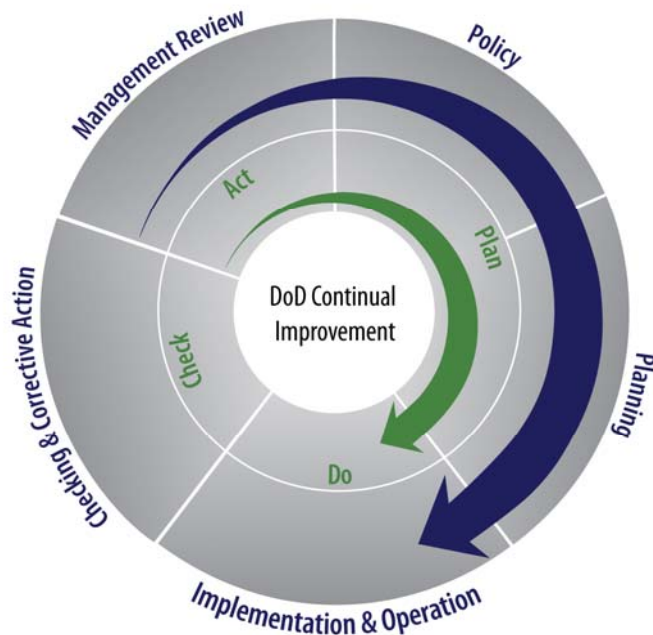 Management Review
Policy
Act
Plan
DoD Continual
Improvement
Check
Planning
Checking & Corrective Action
Do
Implementation & Operation